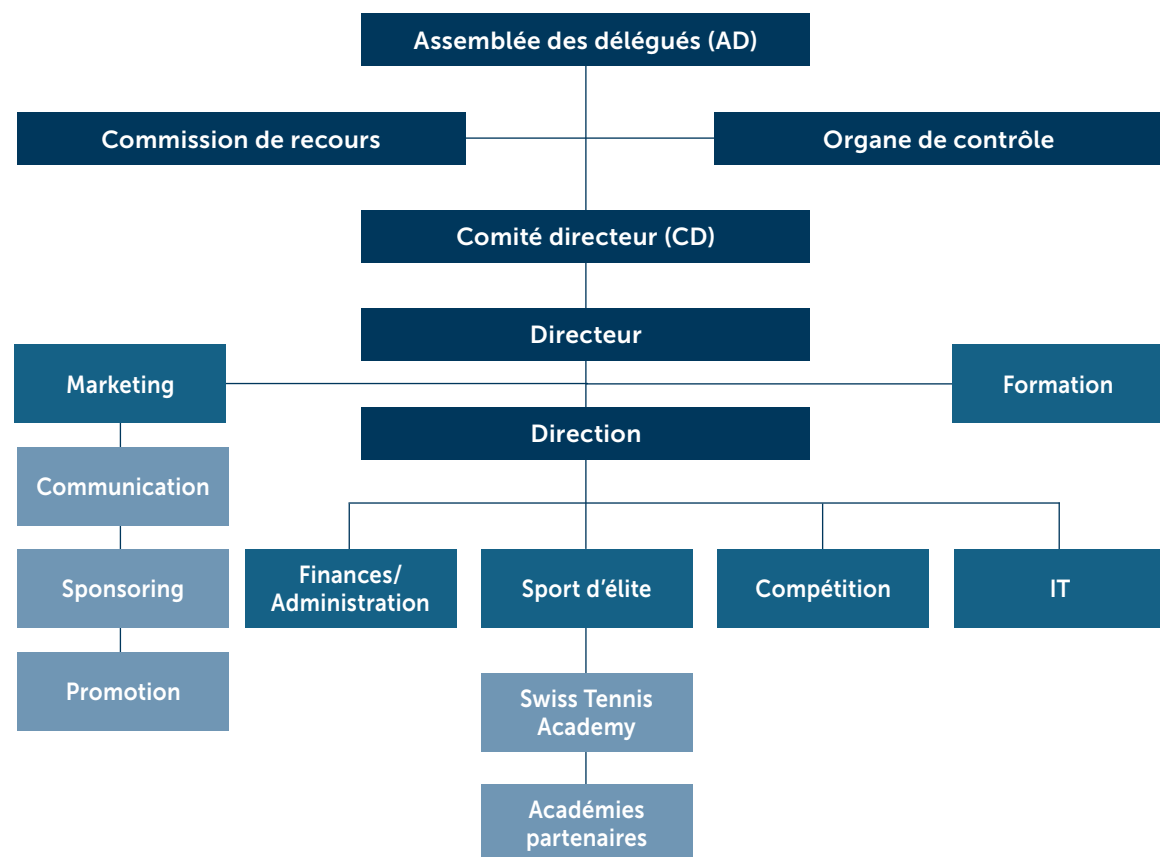 Assemblée des délégués (AD)
Commission de recours
Organe de contrôle
Comité directeur (CD)
Directeur
Marketing
Formation
Direction
Communication
Sponsoring
Promotion
Finances/
Administration
Sport d’élite
Compétition
IT
Swiss Tennis
Academy
Académies
partenaires